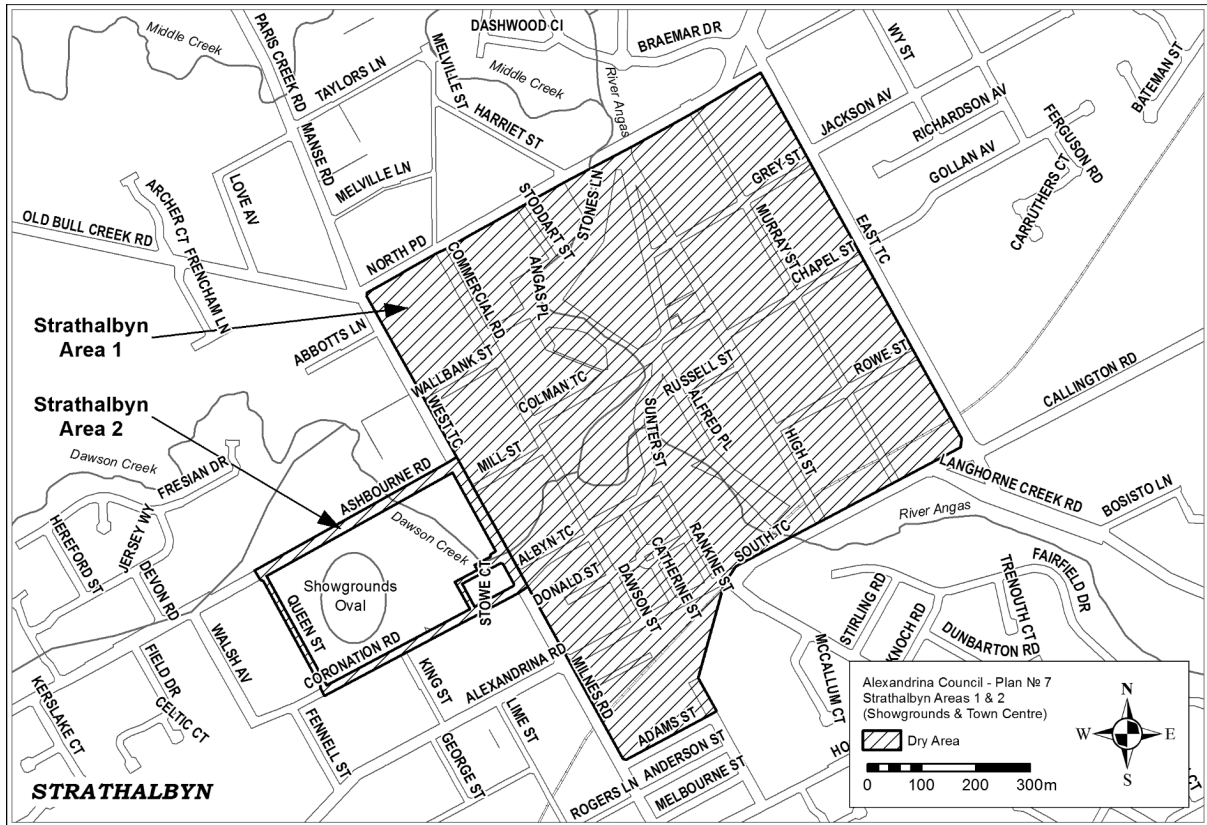 DASHWOOD CI
BRAEMAR DR
Middle Creek
PARIS CREEK RD
TAYLORS LN
MELVILLE ST
Middle Creek
River Angas
WY ST
BATEMAN ST
HARRIET ST
JACKSON AV
RICHARDSON AV
FERGUSON RD
MANSE RD
MELVILLE LN
GOLLAN AV
GREY ST
CARRUTHERS CT
LOVE AV
ARCHER CT
FRENCHAM LN
OLD BULL CREEK RD
STODDART ST
STONES LN
MURRAY ST
EAST TC
CHAPEL ST
NORTH PD
COMMERCIAL RD
ANGAS PL
Strathalbyn
Area 1
ABBOTTS LN
WALLBANK ST
COLMAN TC
RUSSELL ST
ROWE ST
CALLINGTON RD
Strathalbyn
Area 2
WEST TC
SUNTER ST
ALFRED PL
HIGH ST
MILL ST
Dawson Creek
FRESIAN DR
ASHBOURNE RD
LANGHORNE CREEK RD
BOSISTO LN
River Angas
HEREFORD ST
JERSEY WY
DEVON RD
Dawson Creek
ALBYN TC
SOUTH TC
RANKINE ST
CATHERINE ST
DAWSON ST
DONALD ST
STOWE CT
Showgrounds
Oval
QUEEN ST
CORONATION RD
WALSH AV
FIELD DR
CELTIC CT
KERSLAKE CT
FENNELL ST
KING ST
ALEXANDRINA RD
LIME ST
GEORGE ST
MILNES RD
ADAMS ST
ANDERSON ST
MELBOURNE ST
ROGERS LN
STIRLING RD
KNOCH RD
TRENOUTH CT
FAIRFIELD DR
DUNBARTON RD
MCCALLUM CT
HO
CT
Alexandrina Council - Plan № 7
Strathalbyn Areas 1 & 2
(Showgrounds & Town Centre)
Dry Area
0 100 200 300m
N
W E
S
STRATHALBYN